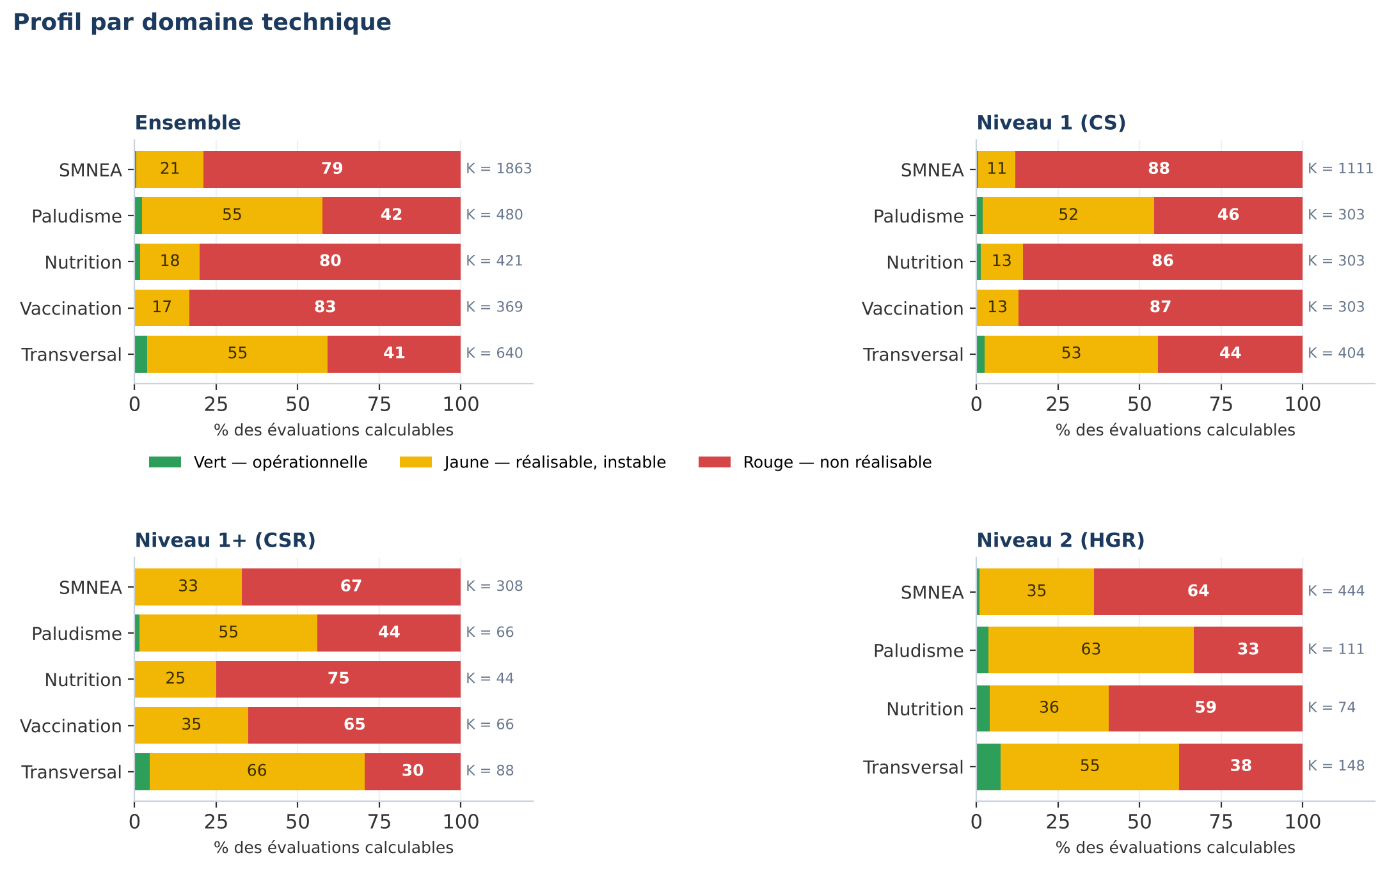 Profil par domaine technique
Ensemble
SMNEA 21 79 K = 1863
Paludisme 55 42 K = 480
Nutrition 18 80 K = 421
Vaccination 17 83 K = 369
Transversal 55 41 K = 640
0 25 50 75 100
% des évaluations calculables
Niveau 1 (CS)
SMNEA 11 88 K = 1111
Paludisme 52 46 K = 303
Nutrition 13 86 K = 303
Vaccination 13 87 K = 303
Transversal 53 44 K = 404
0 25 50 75 100
% des évaluations calculables
Vert — opérationnelle Jaune — réalisable, instable Rouge — non réalisable
Niveau 1+ (CSR)
SMNEA 33 67 K = 308
Paludisme 55 44 K = 66
Nutrition 25 75 K = 44
Vaccination 35 65 K = 66
Transversal 66 30 K = 88
0 25 50 75 100
% des évaluations calculables
Niveau 2 (HGR)
SMNEA 35 64 K = 444
Paludisme 63 33 K = 111
Nutrition 36 59 K = 74
Transversal 55 38 K = 148
0 25 50 75 100
% des évaluations calculables